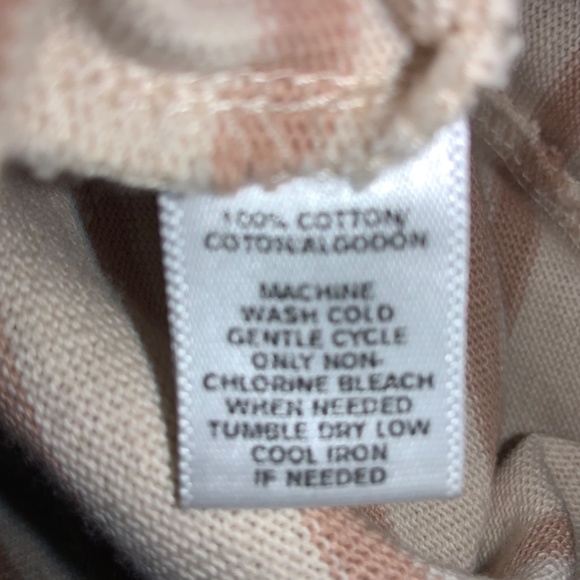 100% COTTON/
COTON/ALGODÓN
MACHINE
WASH COLD
GENTLE CYCLE
ONLY NON-
CHLORINE BLEACH
WHEN NEEDED
TUMBLE DRY LOW
COOL IRON
IF NEEDED